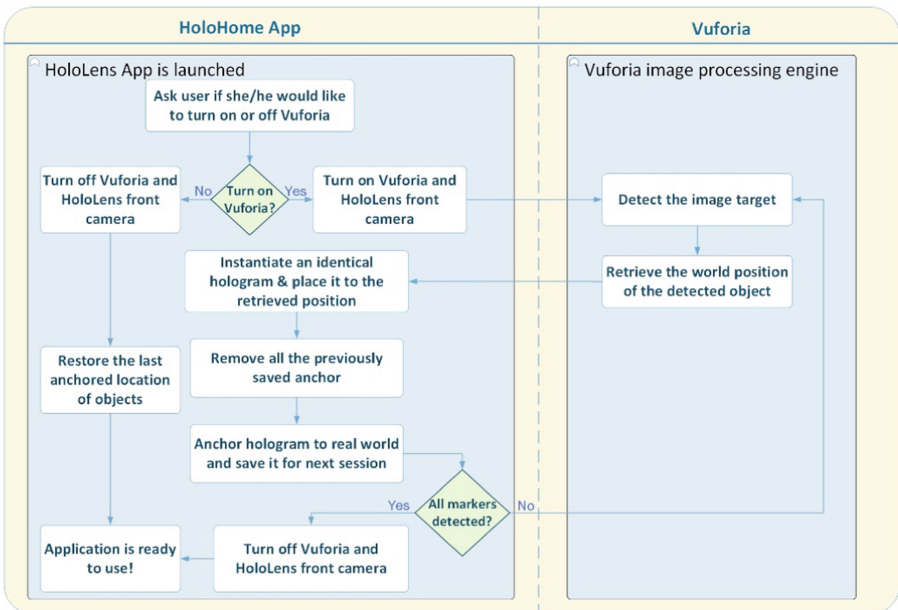 HoloHome App
Vuforia
HoloLens App is launched
Vuforia image processing engine
Ask user if she/he would like
to turn on or off Vuforia
Turn off Vuforia and
HoloLens front
camera
No
Turn on
Vuforia?
Yes
Turn on Vuforia and
HoloLens front
camera
Detect the image target
Retrieve the world position
of the detected object
Instantiate an identical
hologram & place it to the
retrieved position
Restore the last
anchored location
of objects
Remove all the previously
saved anchor
Anchor hologram to real world
and save it for next session
Yes
All markers
detected?
No
Application is ready
to use!
Turn off Vuforia and
HoloLens front camera